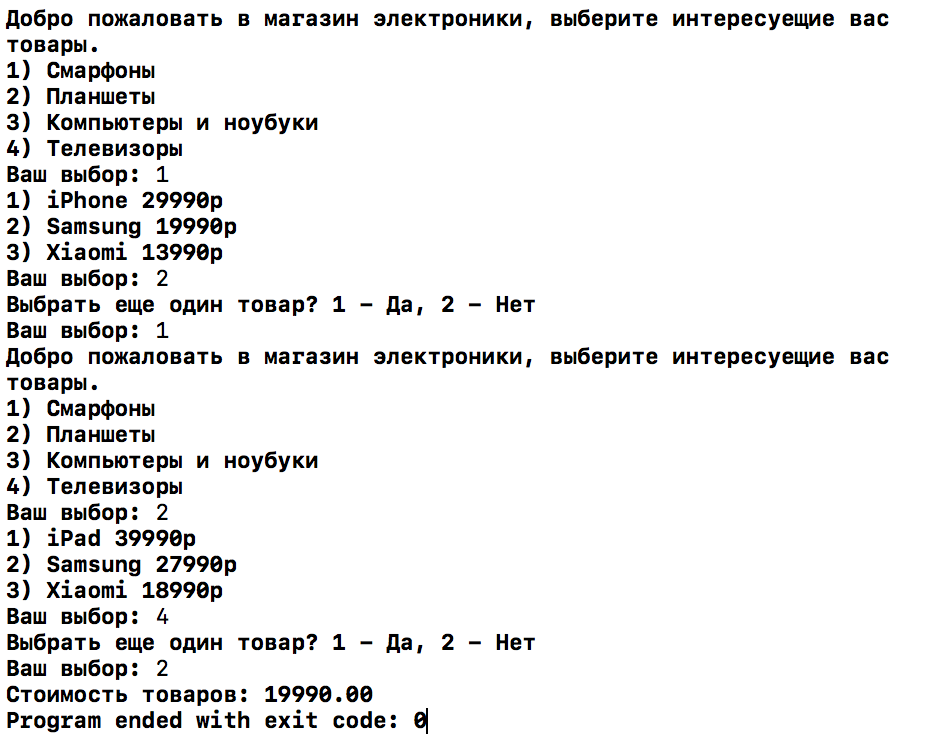 Добро пожаловать в магазин электроники, выберите интересуещие вас
товары.
1) Смарфоны
2) Планшеты
3) Компьютеры и ноубуки
4) Телевизоры
Ваш выбор: 1
1) iPhone 29990р
2) Samsung 19990р
3) Xiaomi 13990р
Ваш выбор: 2
Выбрать еще один товар? 1 – Да, 2 – Нет
Ваш выбор: 1
Добро пожаловать в магазин электроники, выберите интересуещие вас
товары.
1) Смарфоны
2) Планшеты
3) Компьютеры и ноубуки
4) Телевизоры
Ваш выбор: 2
1) iPad 39990р
2) Samsung 27990р
3) Xiaomi 18990р
Ваш выбор: 4
Выбрать еще один товар? 1 – Да, 2 – Нет
Ваш выбор: 2
Стоимость товаров: 19990.00
Program ended with exit code: 0